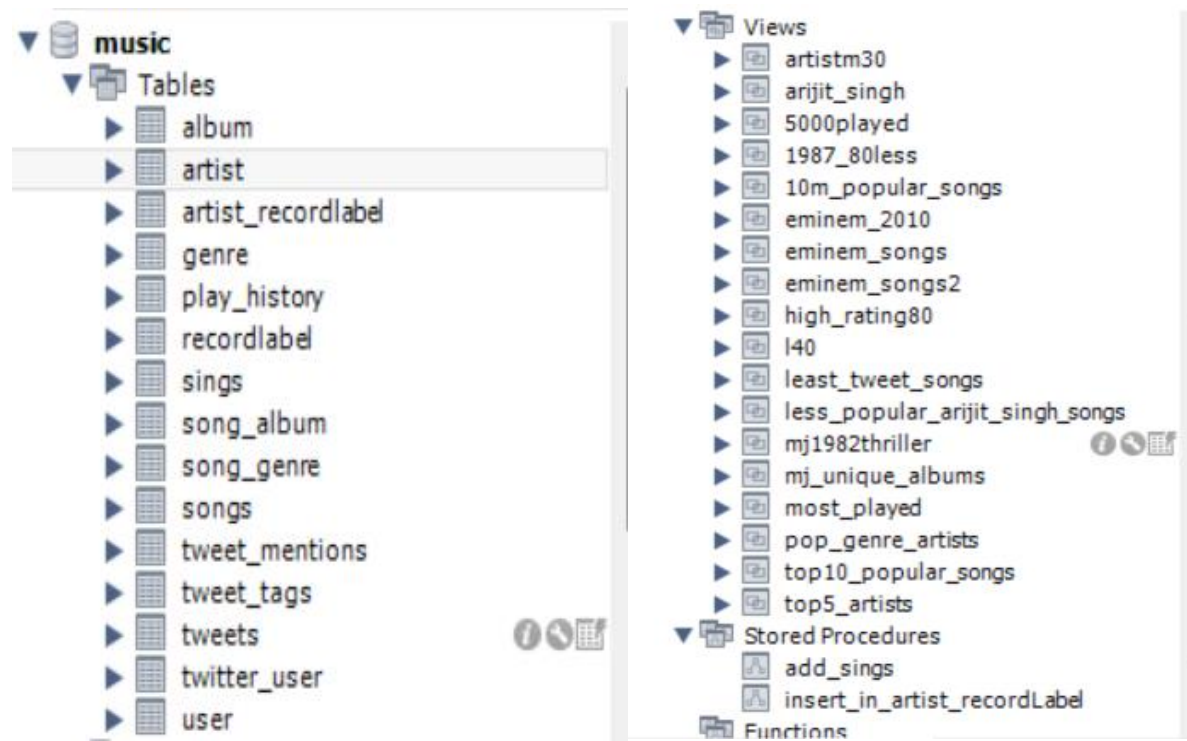 music
Tables
album
artist
artist_recordlabel
genre
play_history
recordlabel
sings
song_album
song_genre
songs
tweet_mentions
tweet_tags
tweets
twitter_user
user
Views
artistm30
arijit_singh
5000played
1987_80less
10m_popular_songs
eminem_2010
eminem_songs
eminem_songs2
high_rating80
l40
least_tweet_songs
less_popular_arijit_singh_songs
mj1982thriller
mj_unique_albums
most_played
pop_genre_artists
top10_popular_songs
top5_artists
Stored Procedures
add_sings
insert_in_artist_recordLabel
Functions